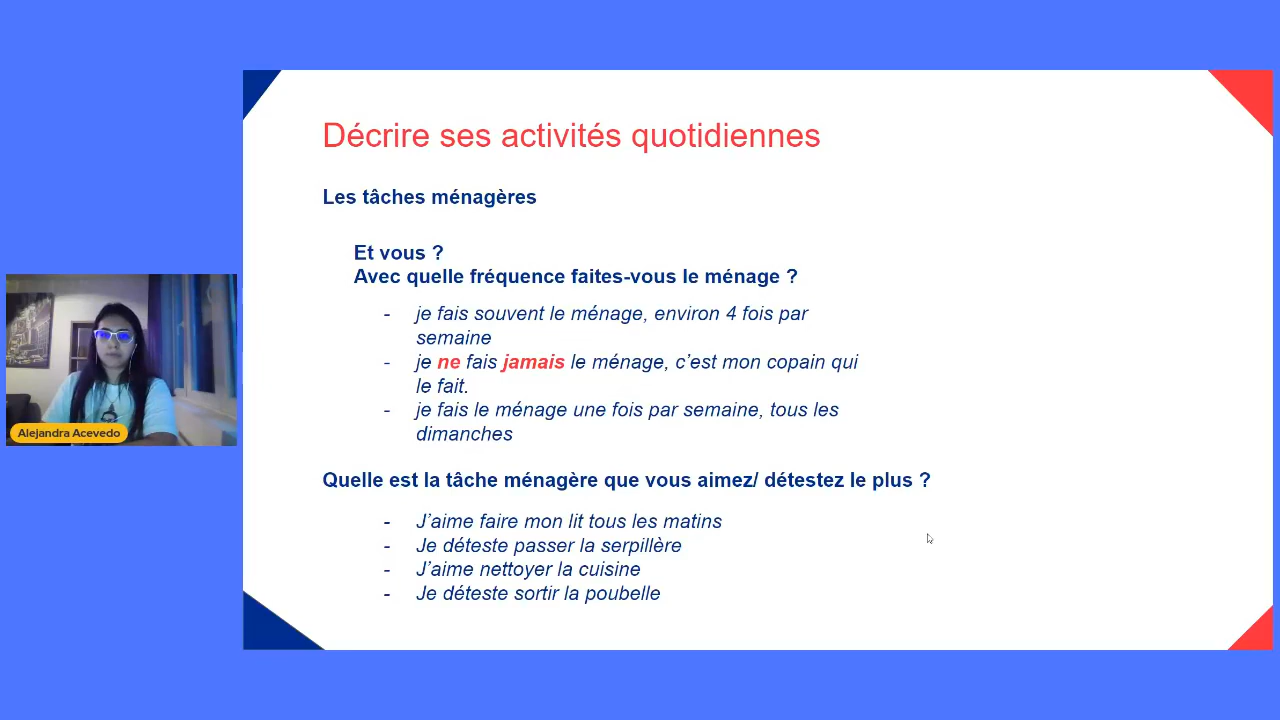 Décrire ses activités quotidiennes
Les tâches ménagères
Et vous ?
Avec quelle fréquence faites-vous le ménage ?
- je fais souvent le ménage, environ 4 fois par
semaine
- je ne fais jamais le ménage, c’est mon copain qui
le fait.
- je fais le ménage une fois par semaine, tous les
dimanches
Quelle est la tâche ménagère que vous aimez/ détestez le plus ?
- J’aime faire mon lit tous les matins
- Je déteste passer la serpillère
- J’aime nettoyer la cuisine
- Je déteste sortir la poubelle
Alejandra Acevedo